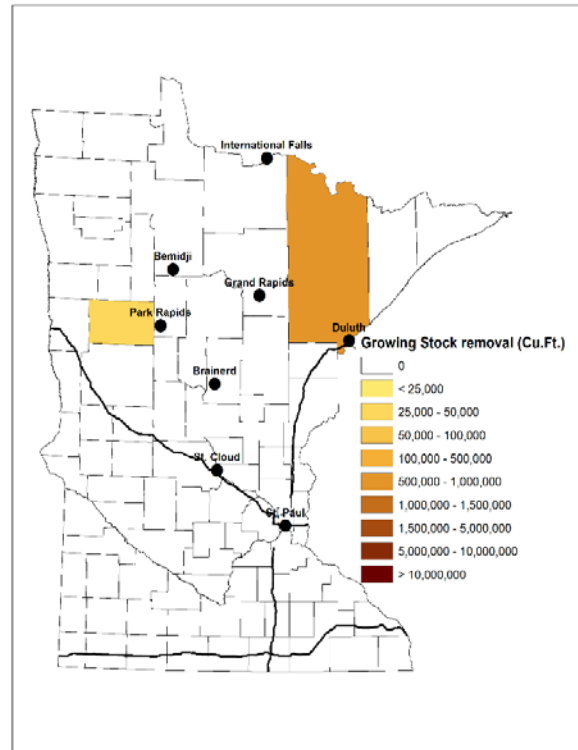 International Falls
Bemidji
Grand Rapids
Park Rapids
Duluth
Growing Stock removal (Cu.Ft.)
0
< 25,000
Brainerd
25,000 - 50,000
50,000 - 100,000
100,000 - 500,000
St. Cloud
500,000 - 1,000,000
1,000,000 - 1,500,000
St. Paul
1,500,000 - 5,000,000
5,000,000 - 10,000,000
> 10,000,000